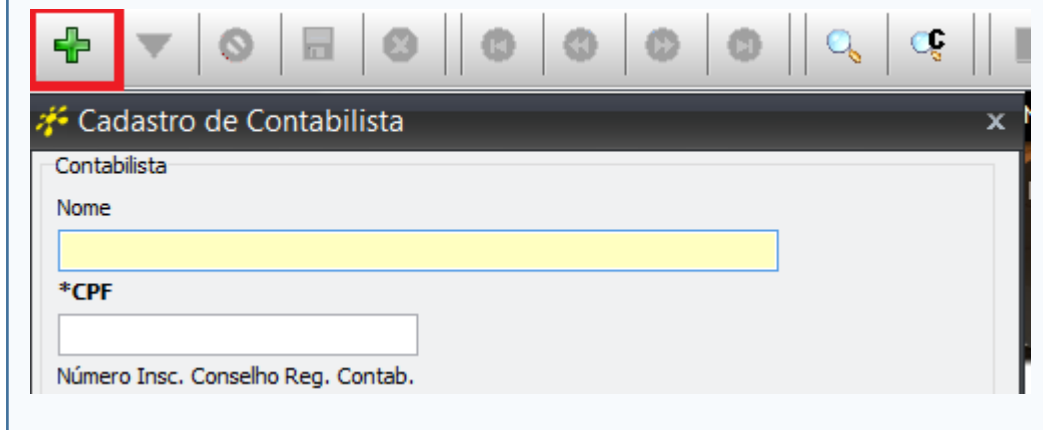 Cadastro de Contabilista
Contabilista
Nome
*CPF
Número Insc. Conselho Reg. Contab.